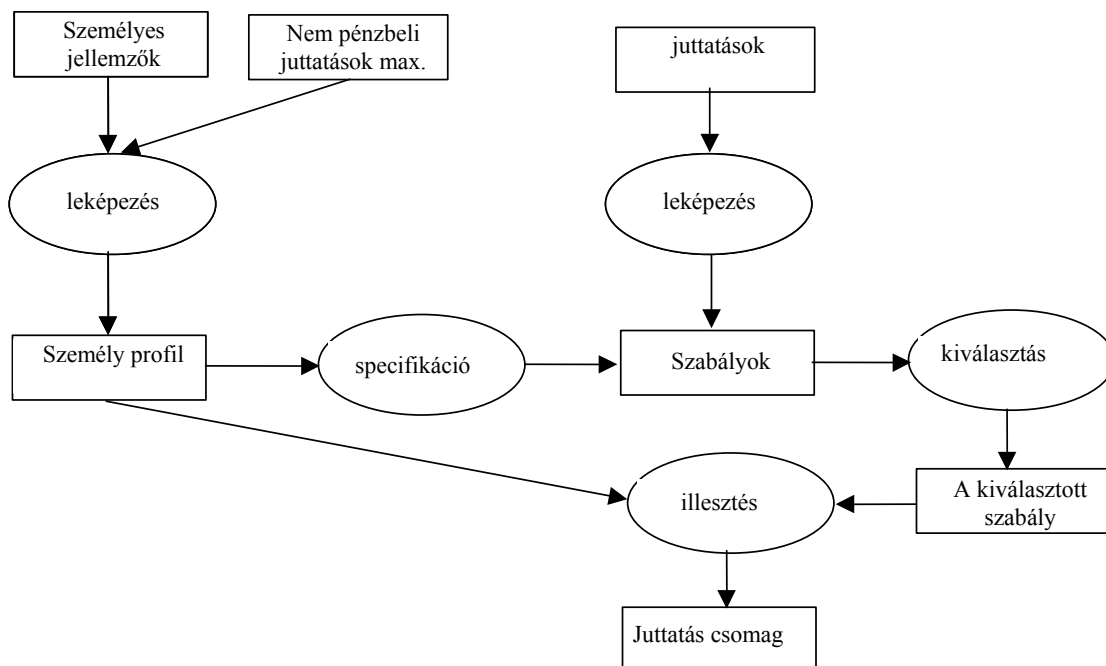 Személyes
jellemzők
Nem pénzbeli
juttatások max.
juttatások
leképezés
leképezés
Személy profil
specifikáció
Szabályok
kiválasztás
illesztés
A kiválasztott
szabály
Juttatás csomag